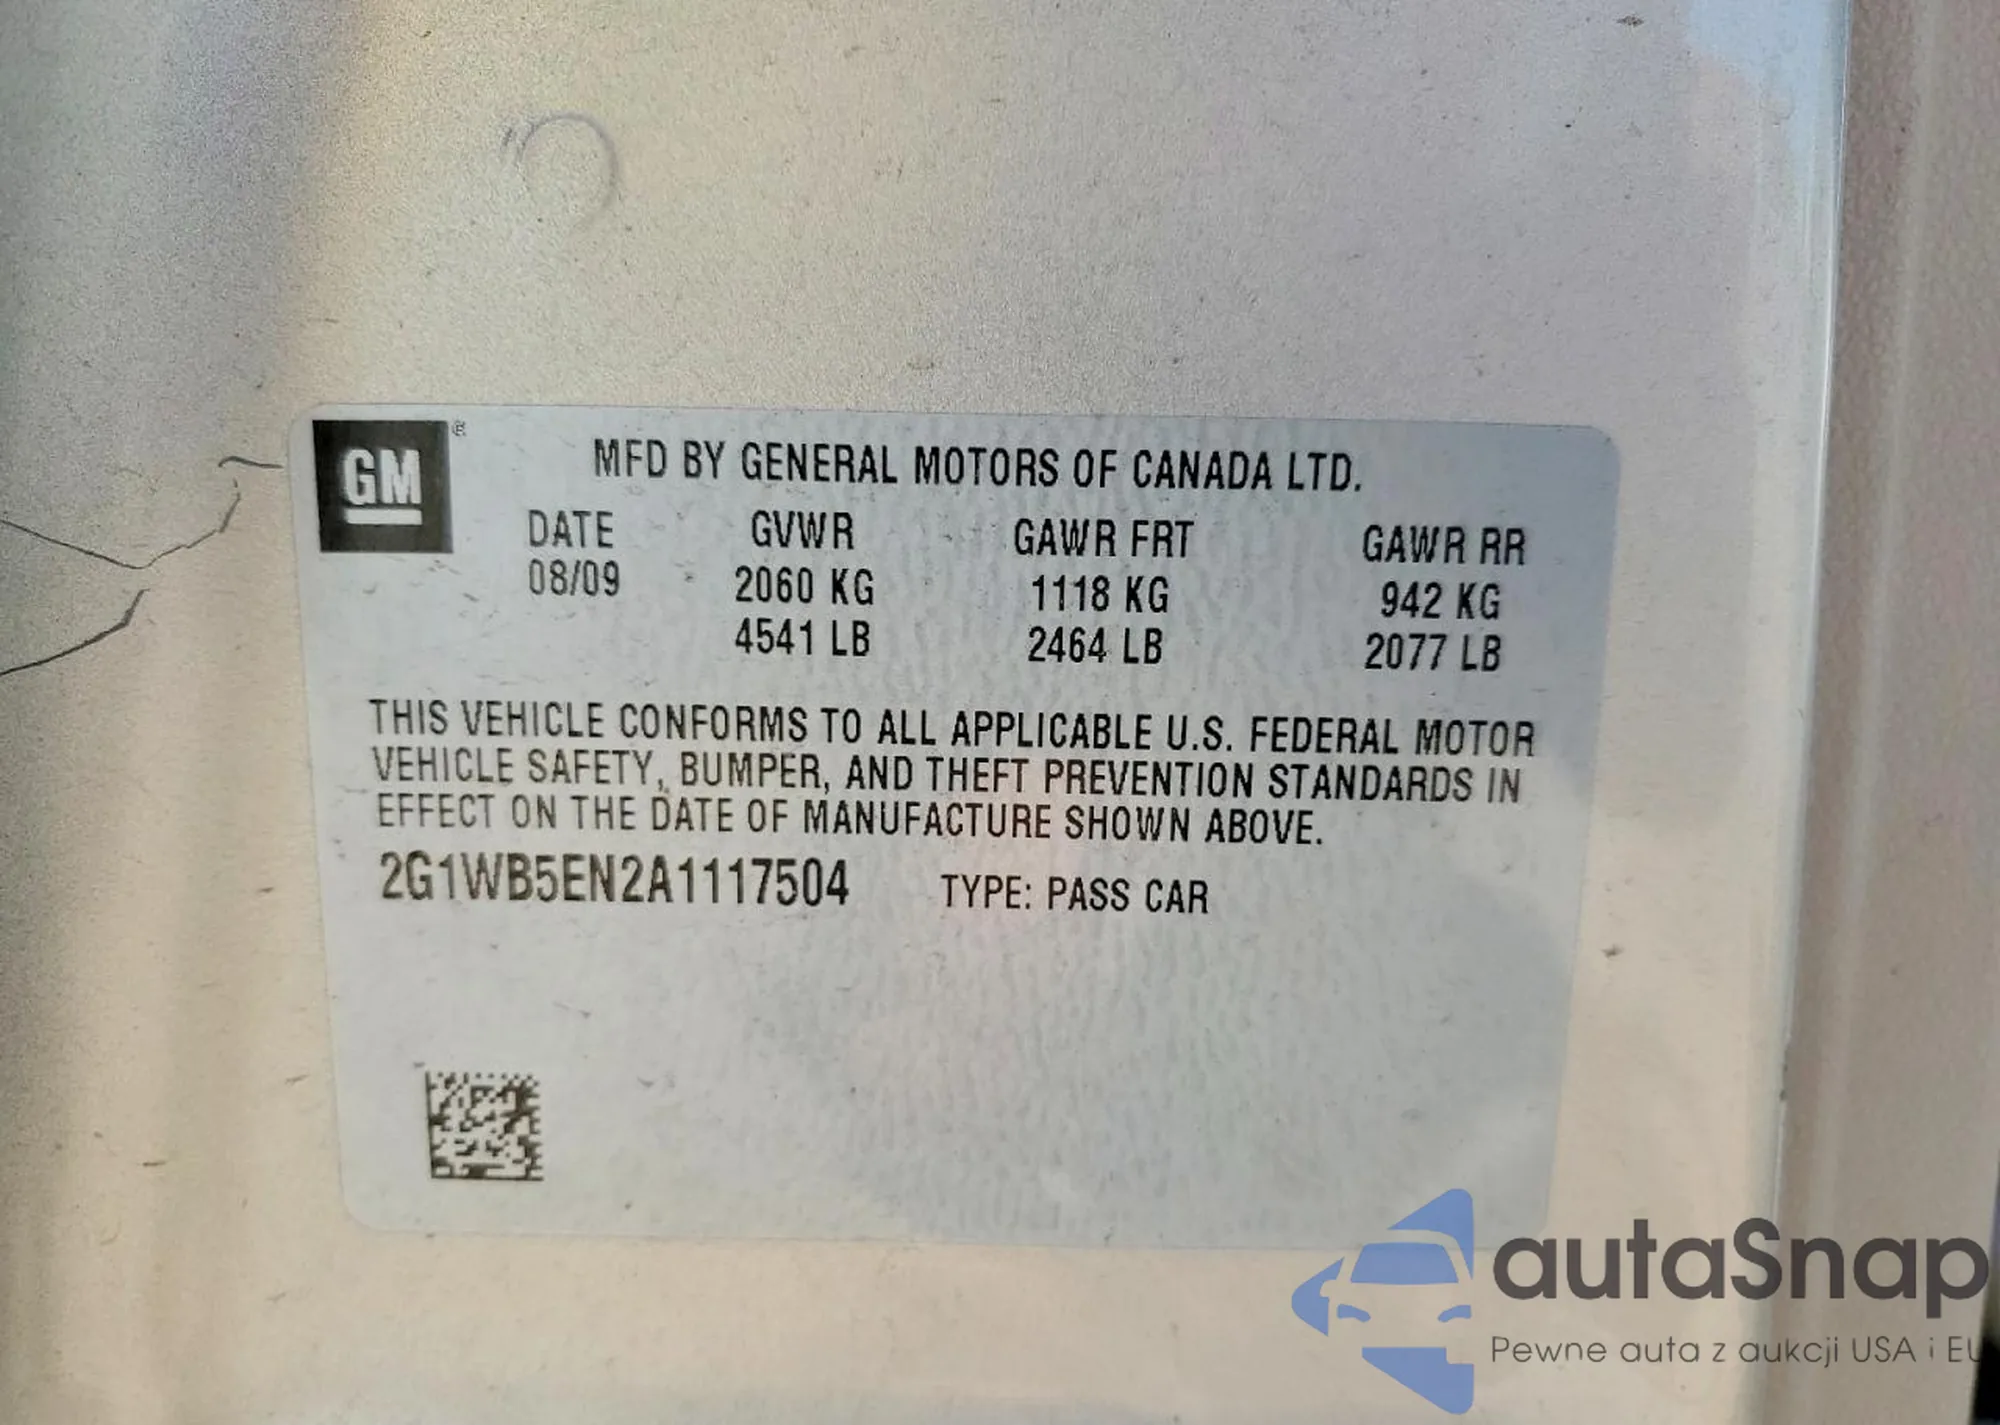 GM
MFD BY GENERAL MOTORS OF CANADA LTD.
DATE GVWR GAWR FRT GAWR RR
08/09 2060 KG 1118 KG 942 KG
4541 LB 2464 LB 2077 LB
THIS VEHICLE CONFORMS TO ALL APPLICABLE U.S. FEDERAL MOTOR
VEHICLE SAFETY, BUMPER, AND THEFT PREVENTION STANDARDS IN
EFFECT ON THE DATE OF MANUFACTURE SHOWN ABOVE.
2G1WB5EN2A1117504 TYPE: PASS CAR
autaSnap
Pewne auta z aukcji USA i EU